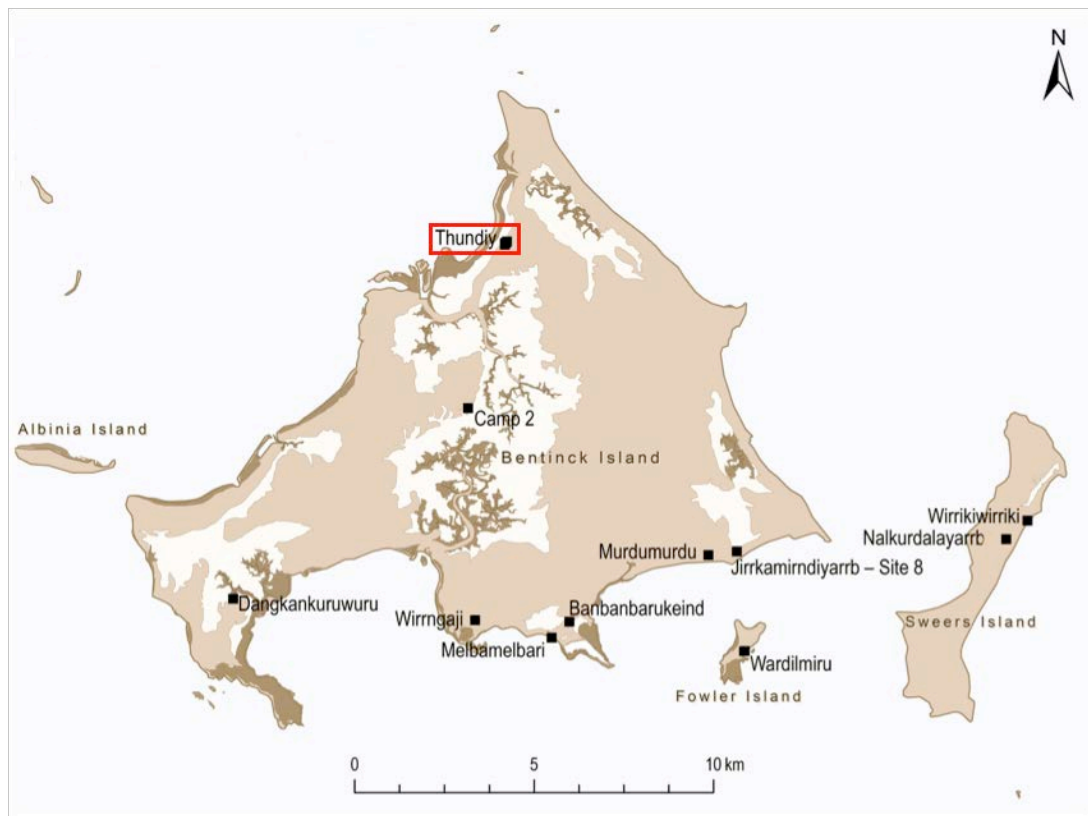 N
Thundiy
Camp 2
Albinia Island
Bentinck Island
Wirrikiwirriki
Nalkurdalayarrb
Murdumurdu
Jirrkamirndiyarrb – Site 8
Dangkankuruwuru
Banbanbarukeind
Wirrngaji
Sweers Island
Melbamelbari
Wardilmiru
Fowler Island
0 5 10 km